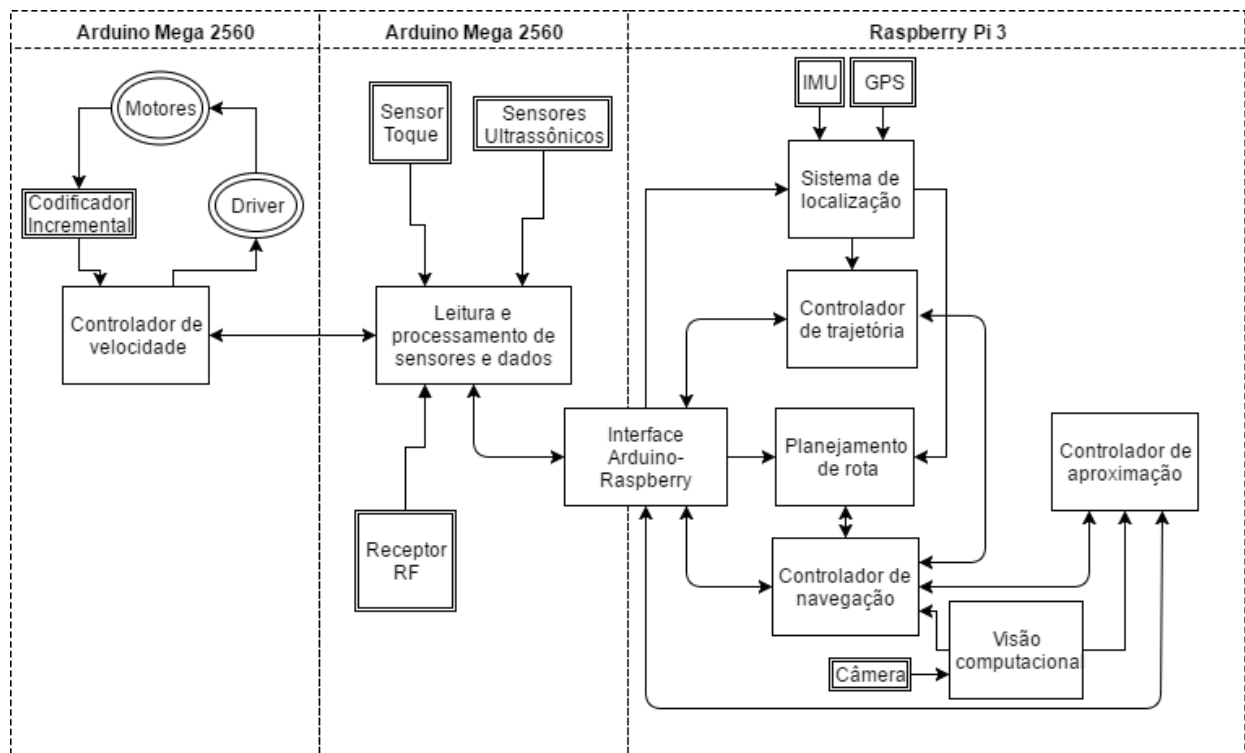 Arduino Mega 2560
Arduino Mega 2560
Raspberry Pi 3
Motores
Codificador
Incremental
Driver
Controlador de
velocidade
Sensor
Toque
Sensores
Ultrassônicos
Leitura e
processamento de
sensores e dados
Receptor
RF
Interface
Arduino-
Raspberry
IMU
GPS
Sistema de
localização
Controlador
de trajetória
Planejamento
de rota
Controlador de
navegação
Controlador de
aproximação
Visão
computacional
Câmera